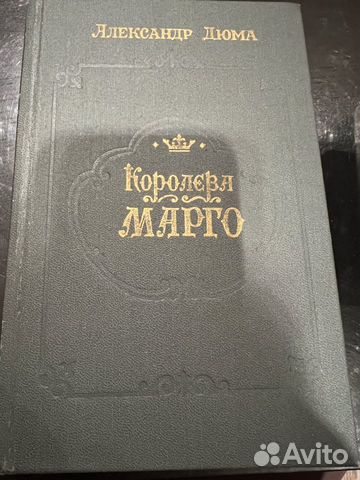 Александр Дюма
Королева
Марго
Avito